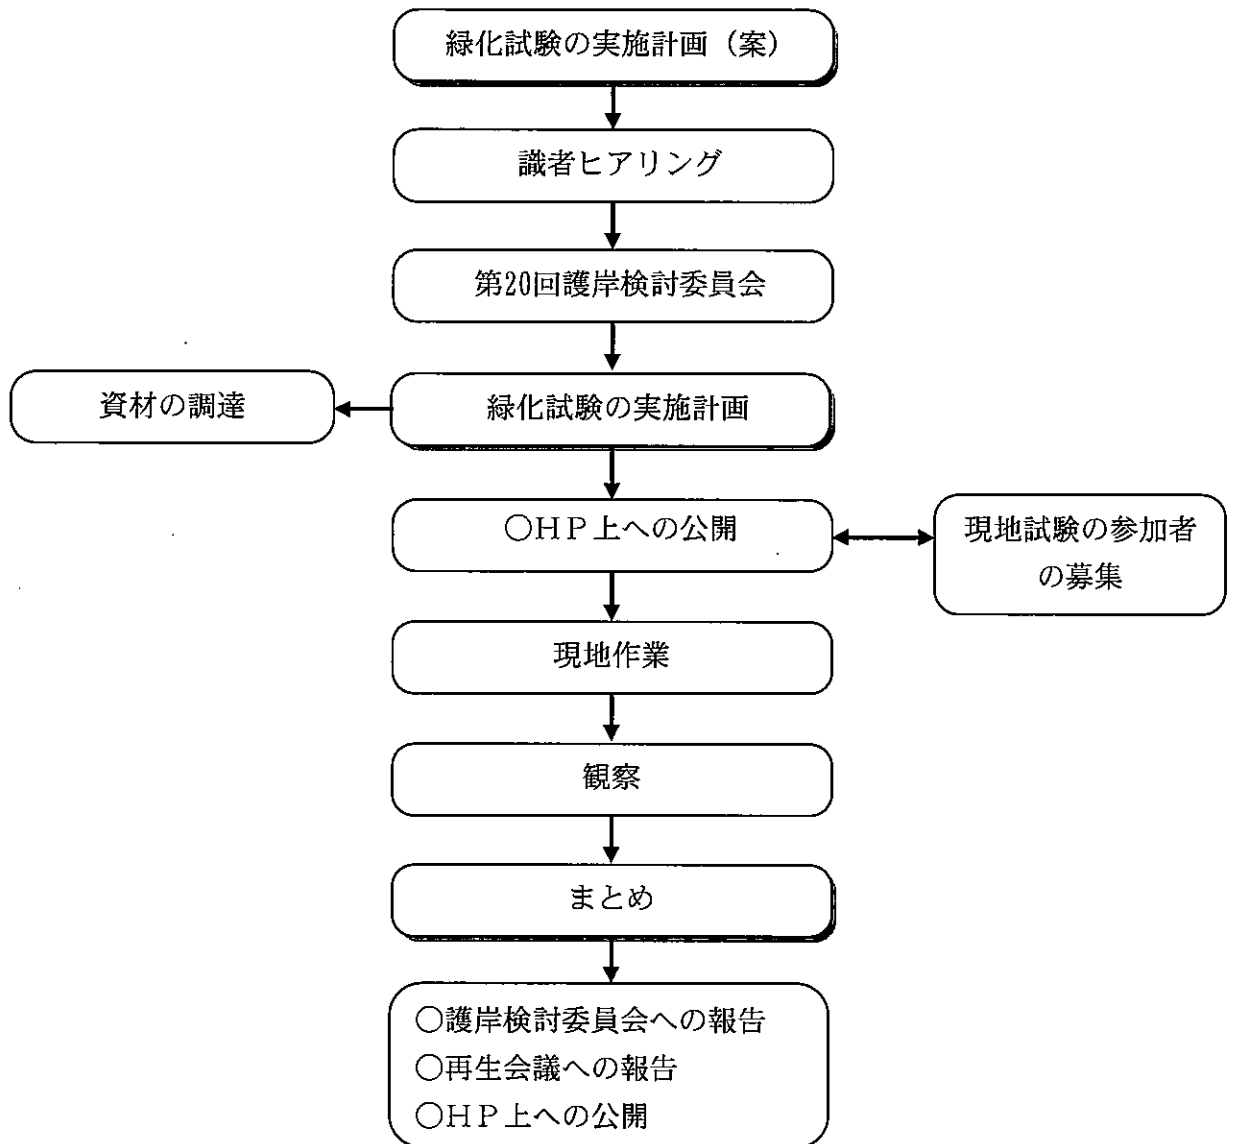 緑化試験の実施計画（案）
識者ヒアリング
第20回護岸検討委員会
資材の調達
緑化試験の実施計画
○ＨＰ上への公開
現地試験の参加者
の募集
現地作業
観察
まとめ
○護岸検討委員会への報告
○再生会議への報告
○ＨＰ上への公開